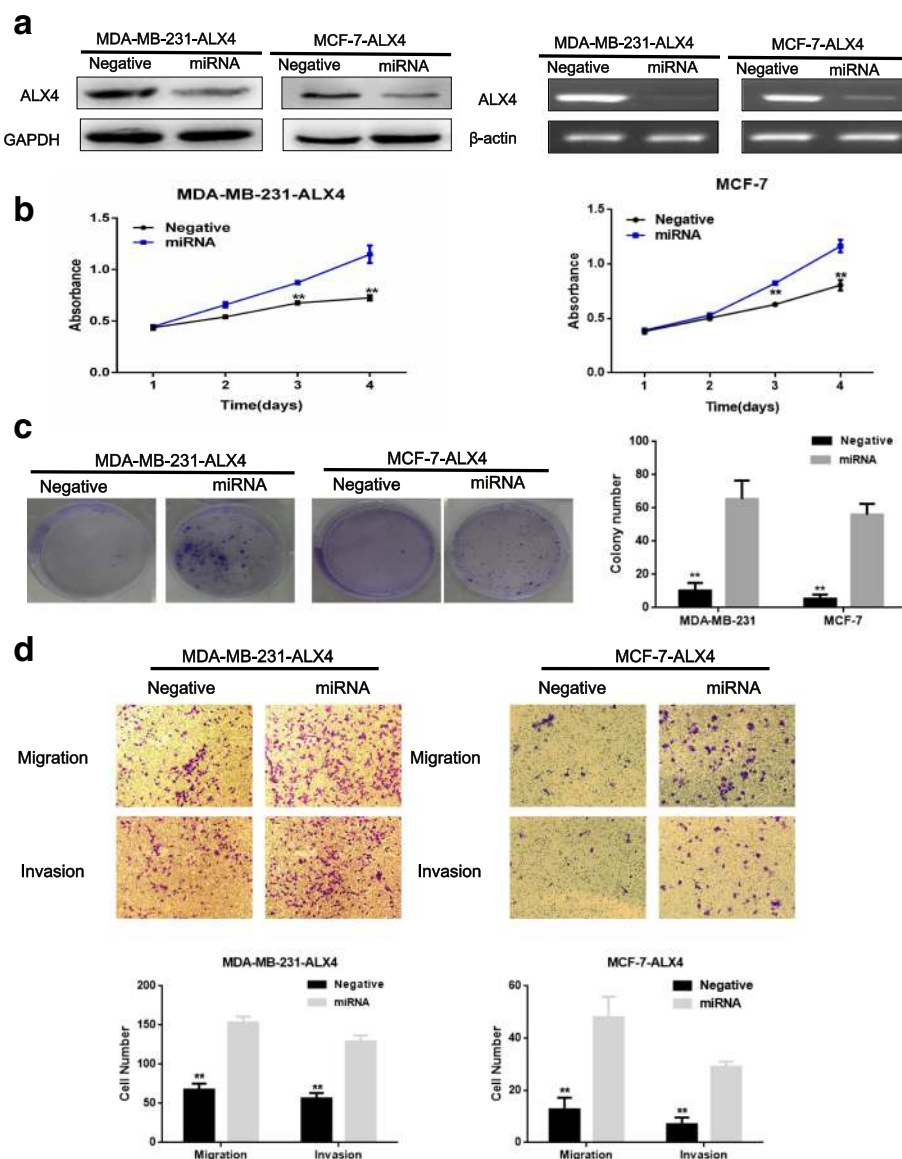 a
MDA-MB-231-ALX4
MCF-7-ALX4
Negative miRNA
Negative miRNA
ALX4
GAPDH
MDA-MB-231-ALX4
MCF-7-ALX4
Negative miRNA
Negative miRNA
ALX4
β-actin
b
MDA-MB-231-ALX4
Negative
miRNA
Absorbance
1.5
1.0
0.5
0.0
** **
1 2 3 4
Time(days)
MCF-7
Negative
miRNA
Absorbance
1.5
1.0
0.5
0.0
** **
1 2 3 4
Time(days)
c
MDA-MB-231-ALX4
MCF-7-ALX4
Negative miRNA
Negative miRNA
Negative
miRNA
Colony number
100
80
60
40
20
0
** **
MDA-MB-231 MCF-7
d
MDA-MB-231-ALX4
Negative miRNA
Migration
Invasion
MCF-7-ALX4
Negative miRNA
Migration
Invasion
MDA-MB-231-ALX4
Negative
miRNA
Cell Number
200
150
100
50
0
** **
Migration Invasion
MCF-7-ALX4
Negative
miRNA
Cell Number
60
40
20
0
** **
Migration Invasion